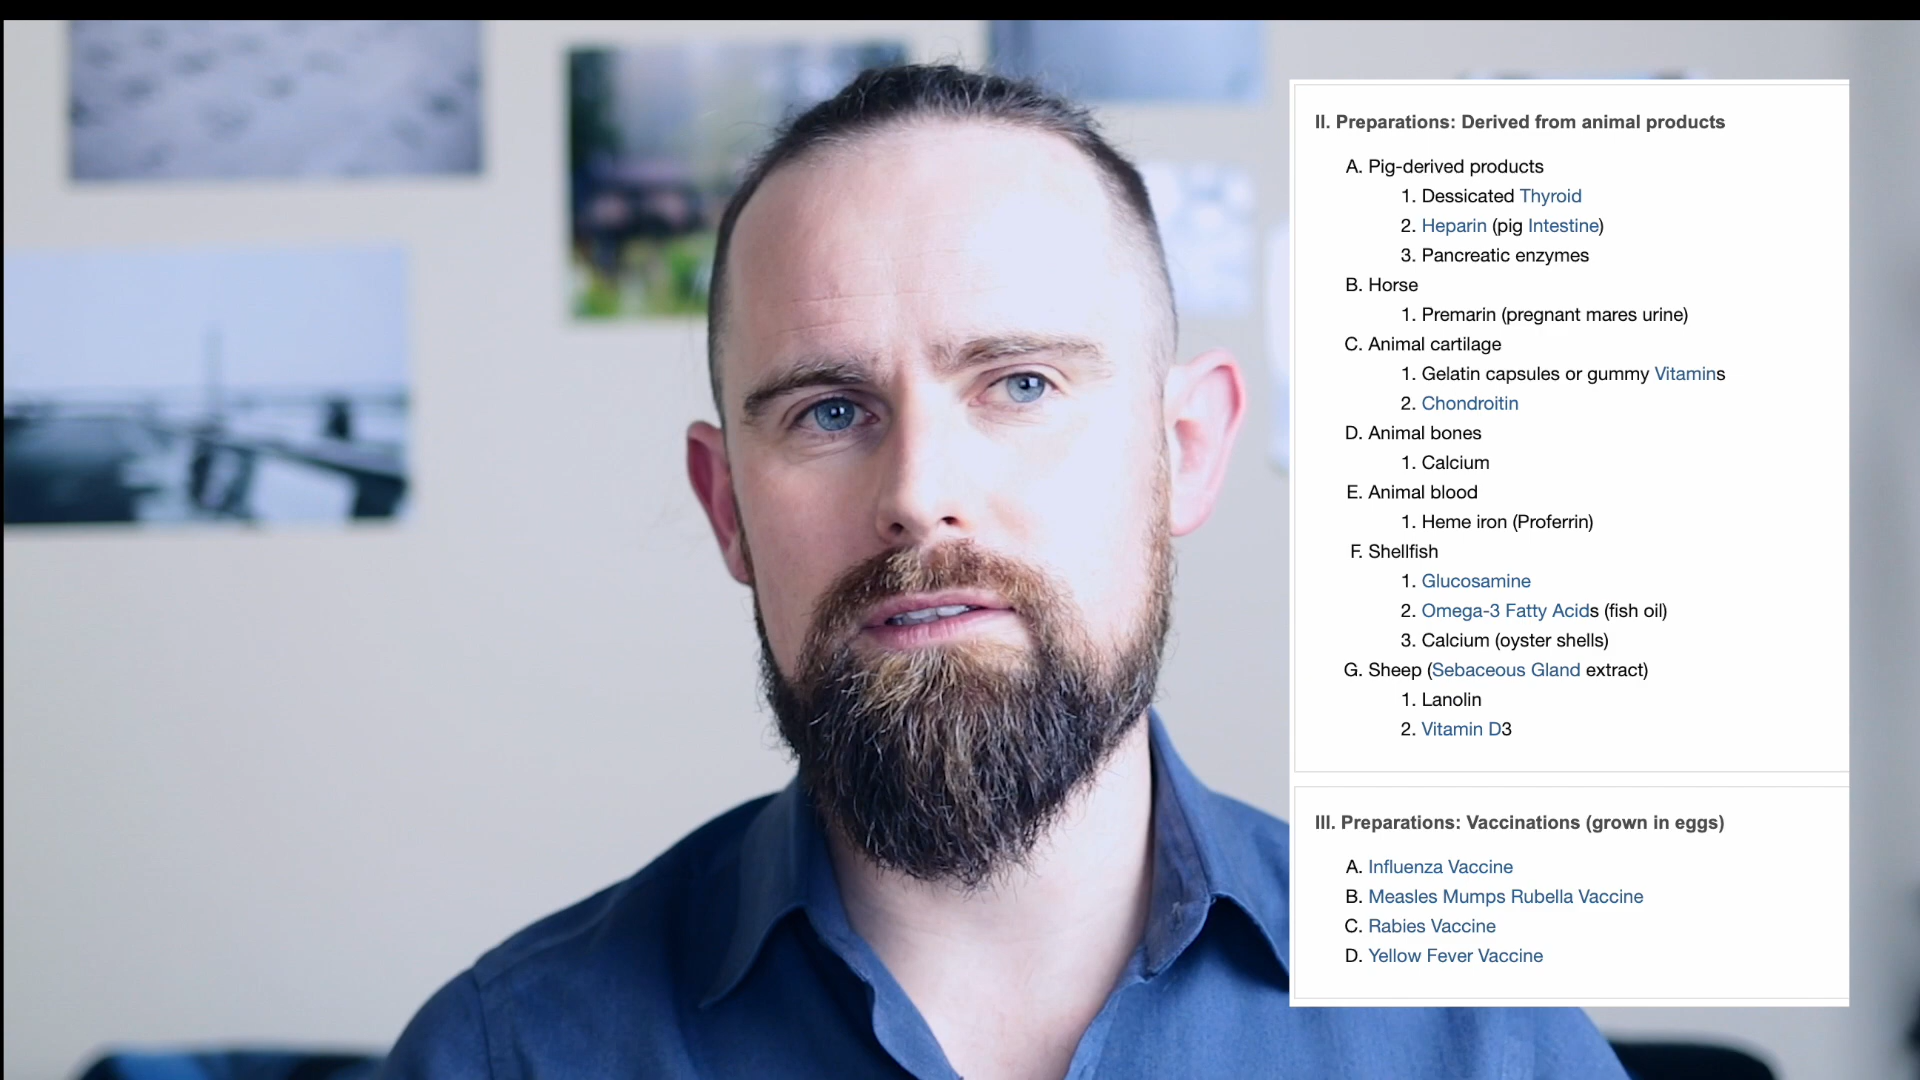 II. Preparations: Derived from animal products
A. Pig-derived products
1. Dessicated Thyroid
2. Heparin (pig Intestine)
3. Pancreatic enzymes
B. Horse
1. Premarin (pregnant mares urine)
C. Animal cartilage
1. Gelatin capsules or gummy Vitamins
2. Chondroitin
D. Animal bones
1. Calcium
E. Animal blood
1. Heme iron (Proferrin)
F. Shellfish
1. Glucosamine
2. Omega-3 Fatty Acids (fish oil)
3. Calcium (oyster shells)
G. Sheep (Sebaceous Gland extract)
1. Lanolin
2. Vitamin D3
III. Preparations: Vaccinations (grown in eggs)
A. Influenza Vaccine
B. Measles Mumps Rubella Vaccine
C. Rabies Vaccine
D. Yellow Fever Vaccine